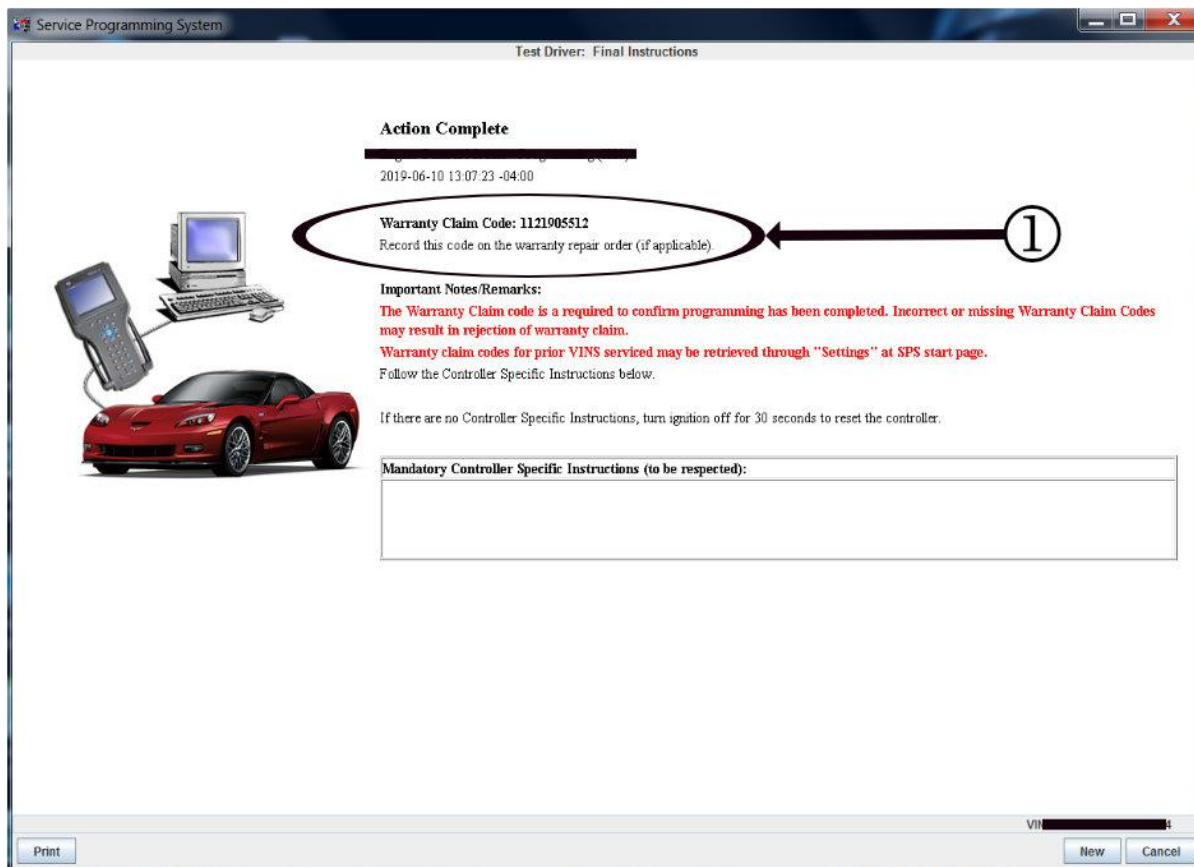 Service Programming System
Test Driver: Final Instructions
Action Complete
2019-06-10 13:07:23 -04:00
Warranty Claim Code: 1121905512
Record this code on the warranty repair order (if applicable).
1
Important Notes/Remarks:
The Warranty Claim code is a required to confirm programming has been completed. Incorrect or missing Warranty Claim Codes
may result in rejection of warranty claim.
Warranty claim codes for prior VINS serviced may be retrieved through "Settings" at SPS start page.
Follow the Controller Specific Instructions below.
If there are no Controller Specific Instructions, turn ignition off for 30 seconds to reset the controller.
Mandatory Controller Specific Instructions (to be respected):
VIN 4
Print New Cancel